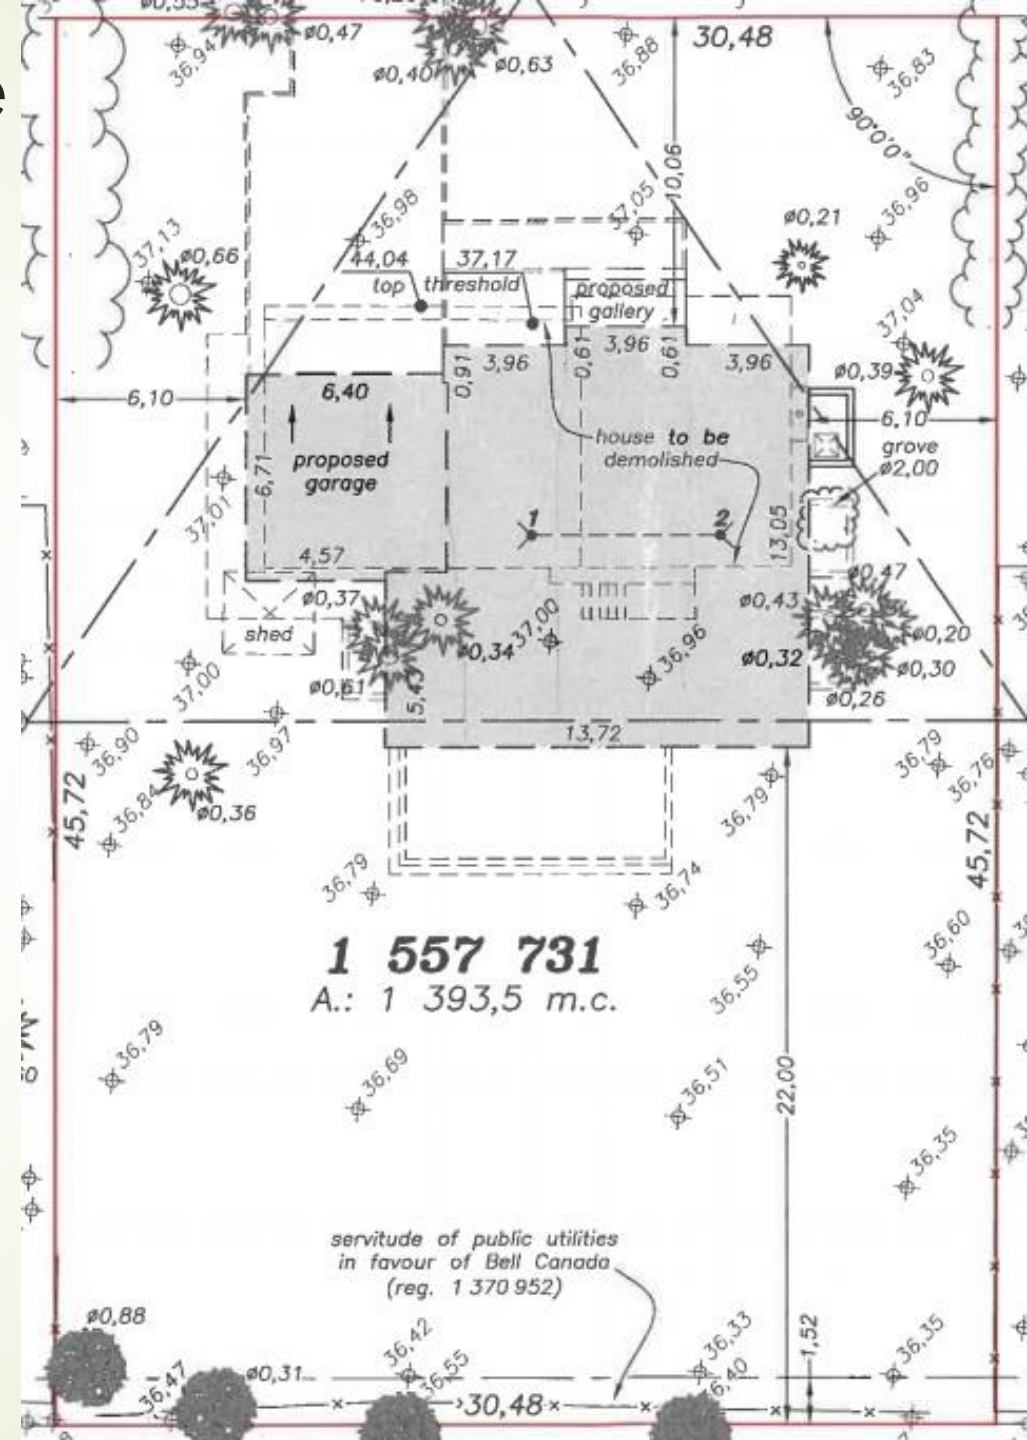 e
ø0,47
ø0,40
ø0,63
36,94
36,88
30,48
36,83
90°0'0"
10,06
36,98
37,05
ø0,21
36,96
37,13
ø0,66
44,04
top
37,17
threshold
proposed
gallery
37,04
3,96
0,91
3,96
0,61
0,61
3,96
ø0,39
6,10
6,40
6,10
house to be
demolished
grove
ø2,00
proposed
garage
6,71
37,01
1
2
13,05
4,57
ø0,37
shed
ø0,47
ø0,43
ø0,34
37,00
36,96
ø0,32
ø0,20
ø0,30
ø0,26
37,00
ø0,61
5,43
36,90
36,97
13,72
36,79
36,76
45,72
36,84
ø0,36
36,79
45,72
36,79
36,74
1 557 731
A.: 1 393,5 m.c.
36,60
36,55
36,79
36,69
36,51
22,00
36,35
servitude of public utilities
in favour of Bell Canada
(reg. 1 370 952)
ø0,88
36,42
36,33
1,52
36,35
36,47
ø0,31
36,55
30,48